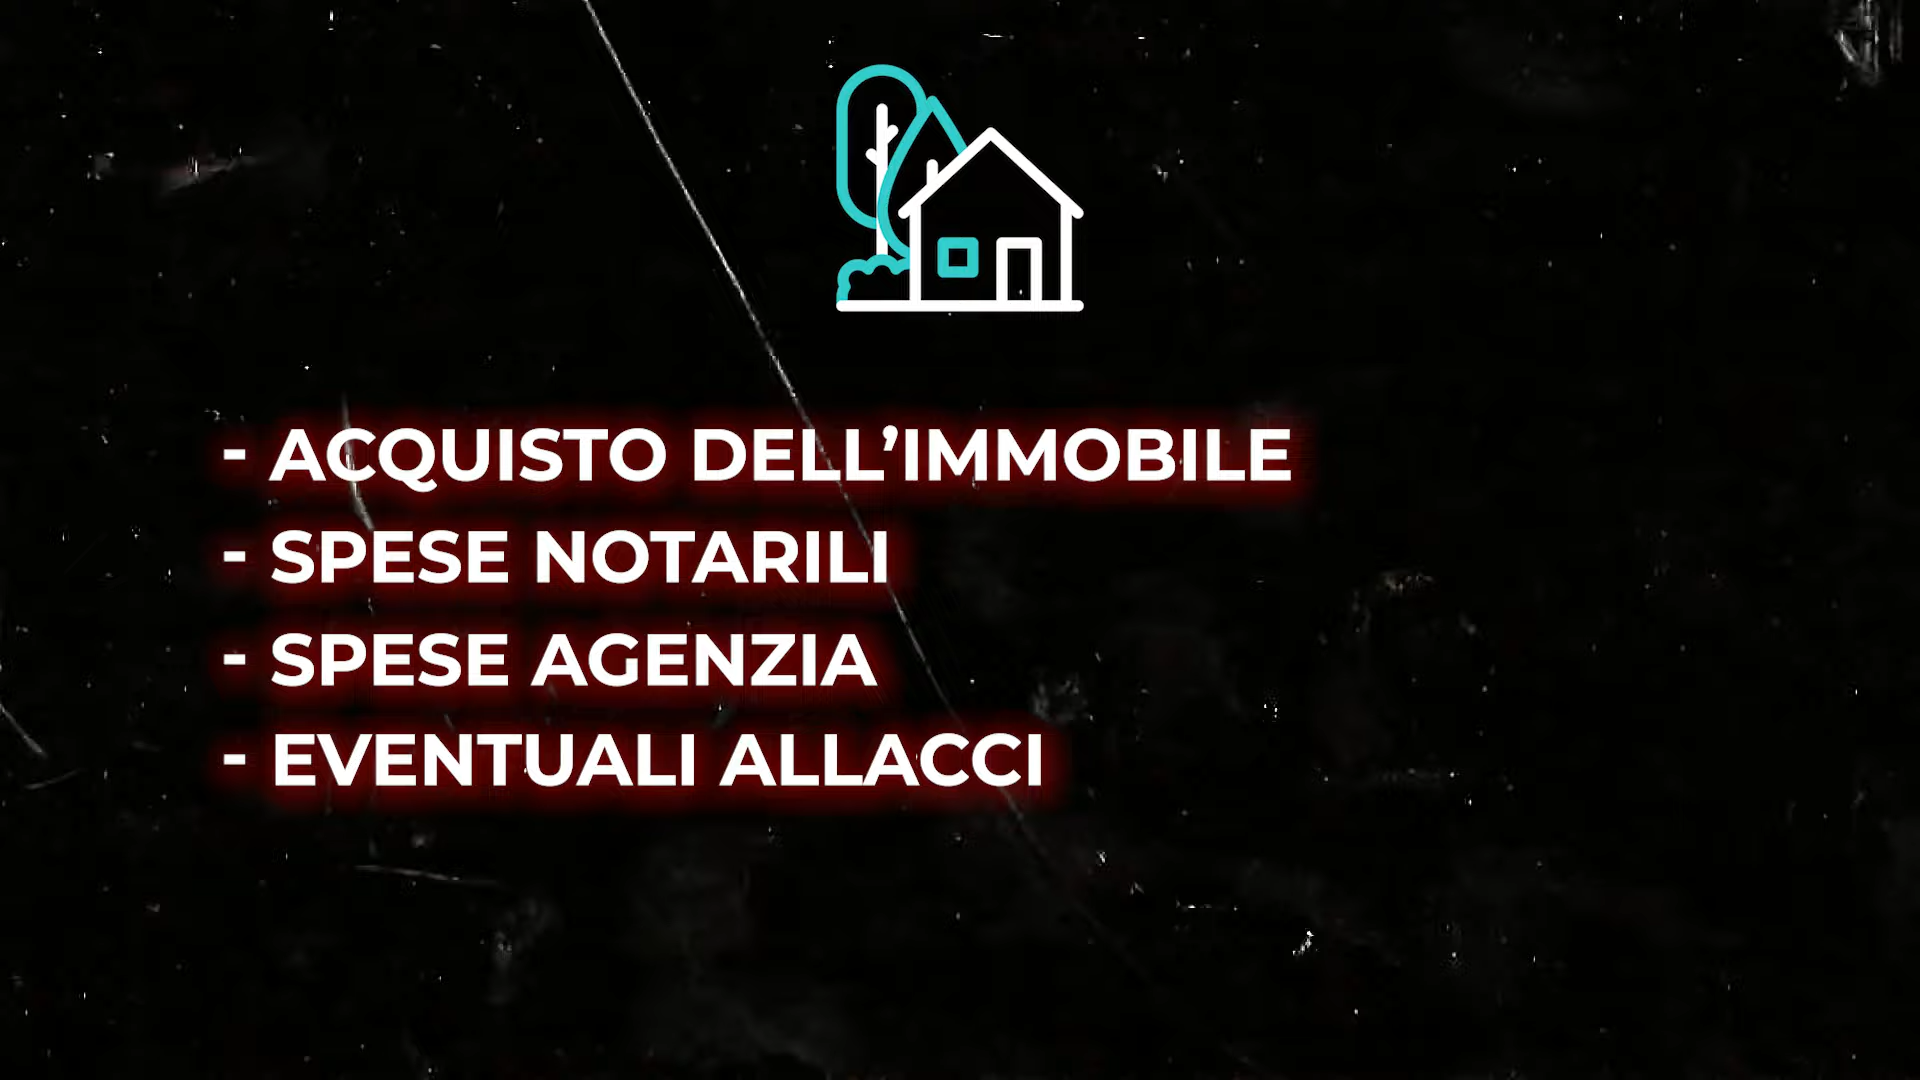 - ACQUISTO DELL’IMMOBILE
- SPESE NOTARILI
- SPESE AGENZIA
- EVENTUALI ALLACCI